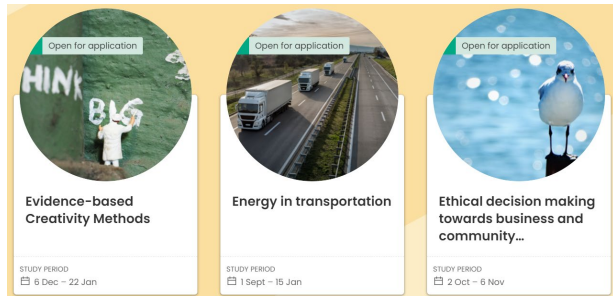 Open for application
HINK
BIG
Evidence-based
Creativity Methods
STUDY PERIOD
6 Dec – 22 Jan
Open for application
Energy in transportation
STUDY PERIOD
1 Sept – 15 Jan
Open for application
Ethical decision making
towards business and
community...
STUDY PERIOD
2 Oct – 6 Nov